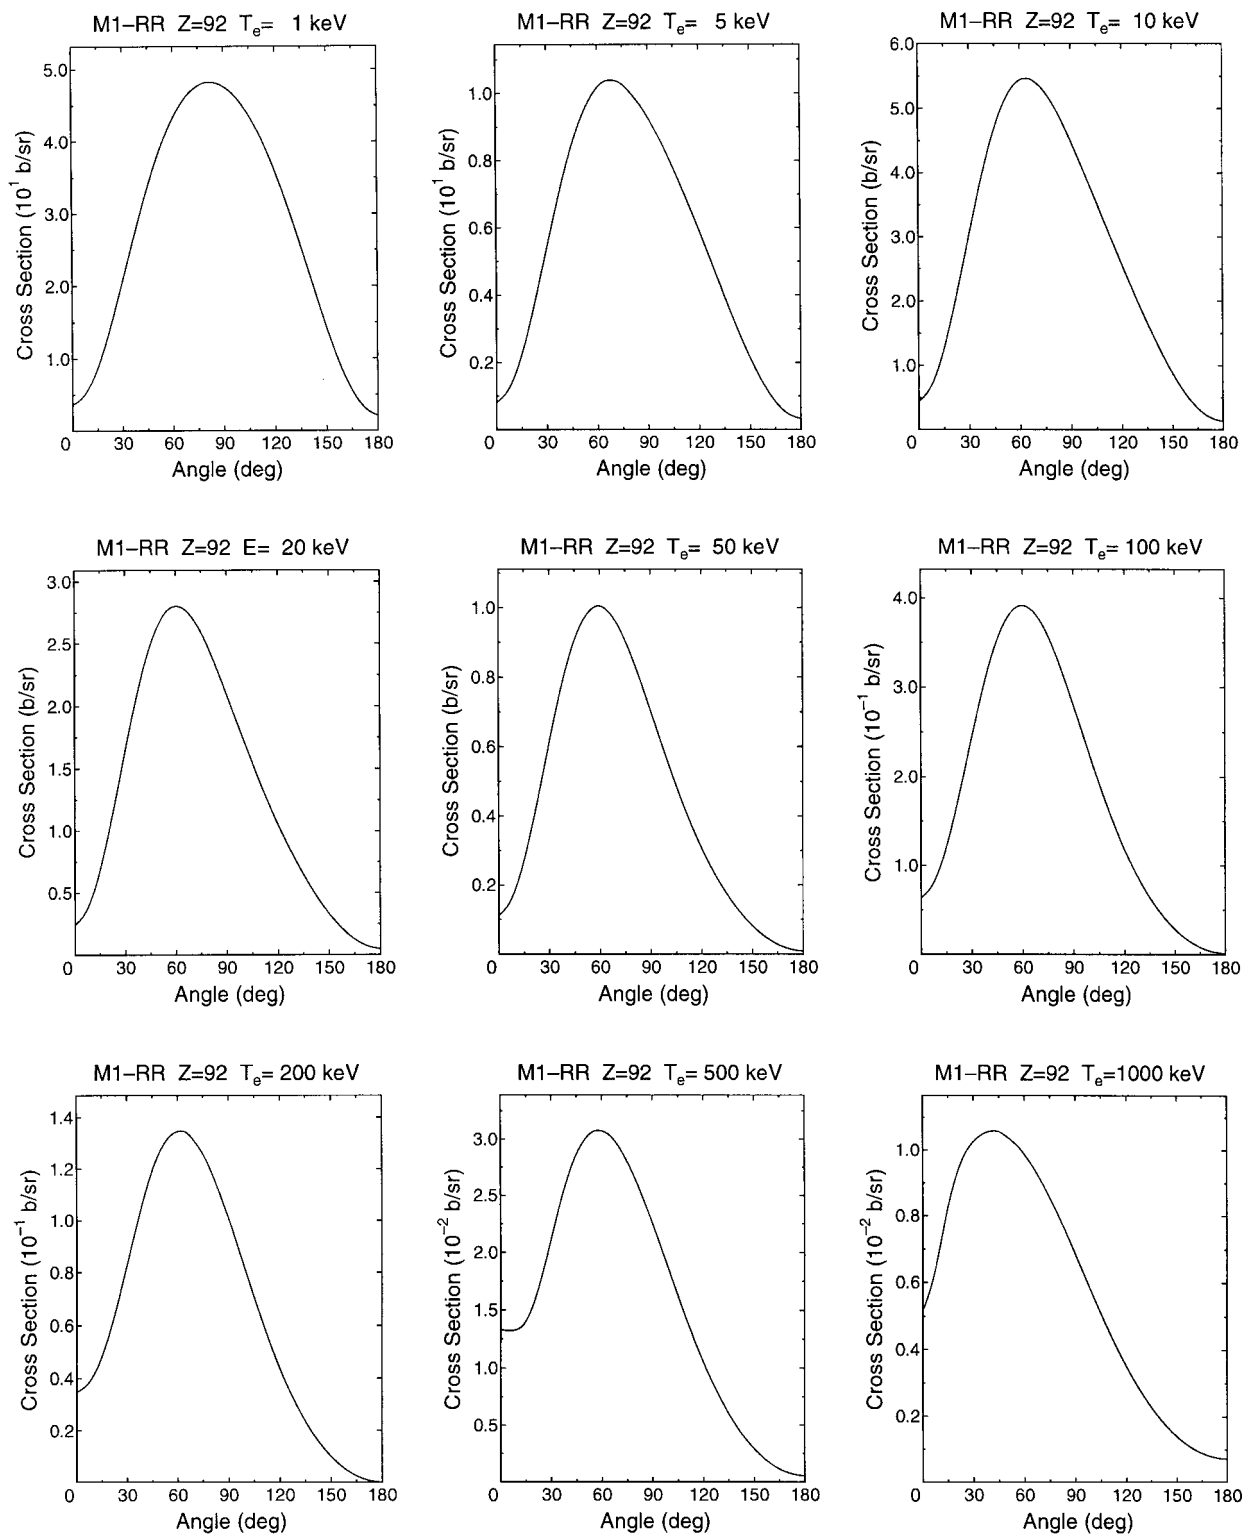 M1–RR Z=92 Tₑ= 1 keV
Cross Section (10¹ b/sr)
5.0
4.0
3.0
2.0
1.0
0 30 60 90 120 150 180
Angle (deg)
M1–RR Z=92 Tₑ= 5 keV
Cross Section (10¹ b/sr)
1.0
0.8
0.6
0.4
0.2
0 30 60 90 120 150 180
Angle (deg)
M1–RR Z=92 Tₑ= 10 keV
Cross Section (b/sr)
6.0
5.0
4.0
3.0
2.0
1.0
0 30 60 90 120 150 180
Angle (deg)
M1–RR Z=92 E= 20 keV
Cross Section (b/sr)
3.0
2.5
2.0
1.5
1.0
0.5
0 30 60 90 120 150 180
Angle (deg)
M1–RR Z=92 Tₑ= 50 keV
Cross Section (b/sr)
1.0
0.8
0.6
0.4
0.2
0 30 60 90 120 150 180
Angle (deg)
M1–RR Z=92 Tₑ= 100 keV
Cross Section (10⁻¹ b/sr)
4.0
3.0
2.0
1.0
0 30 60 90 120 150 180
Angle (deg)
M1–RR Z=92 Tₑ= 200 keV
Cross Section (10⁻¹ b/sr)
1.4
1.2
1.0
0.8
0.6
0.4
0.2
0 30 60 90 120 150 180
Angle (deg)
M1–RR Z=92 Tₑ= 500 keV
Cross Section (10⁻² b/sr)
3.0
2.5
2.0
1.5
1.0
0.5
0 30 60 90 120 150 180
Angle (deg)
M1–RR Z=92 Tₑ=1000 keV
Cross Section (10⁻² b/sr)
1.0
0.8
0.6
0.4
0.2
0 30 60 90 120 150 180
Angle (deg)